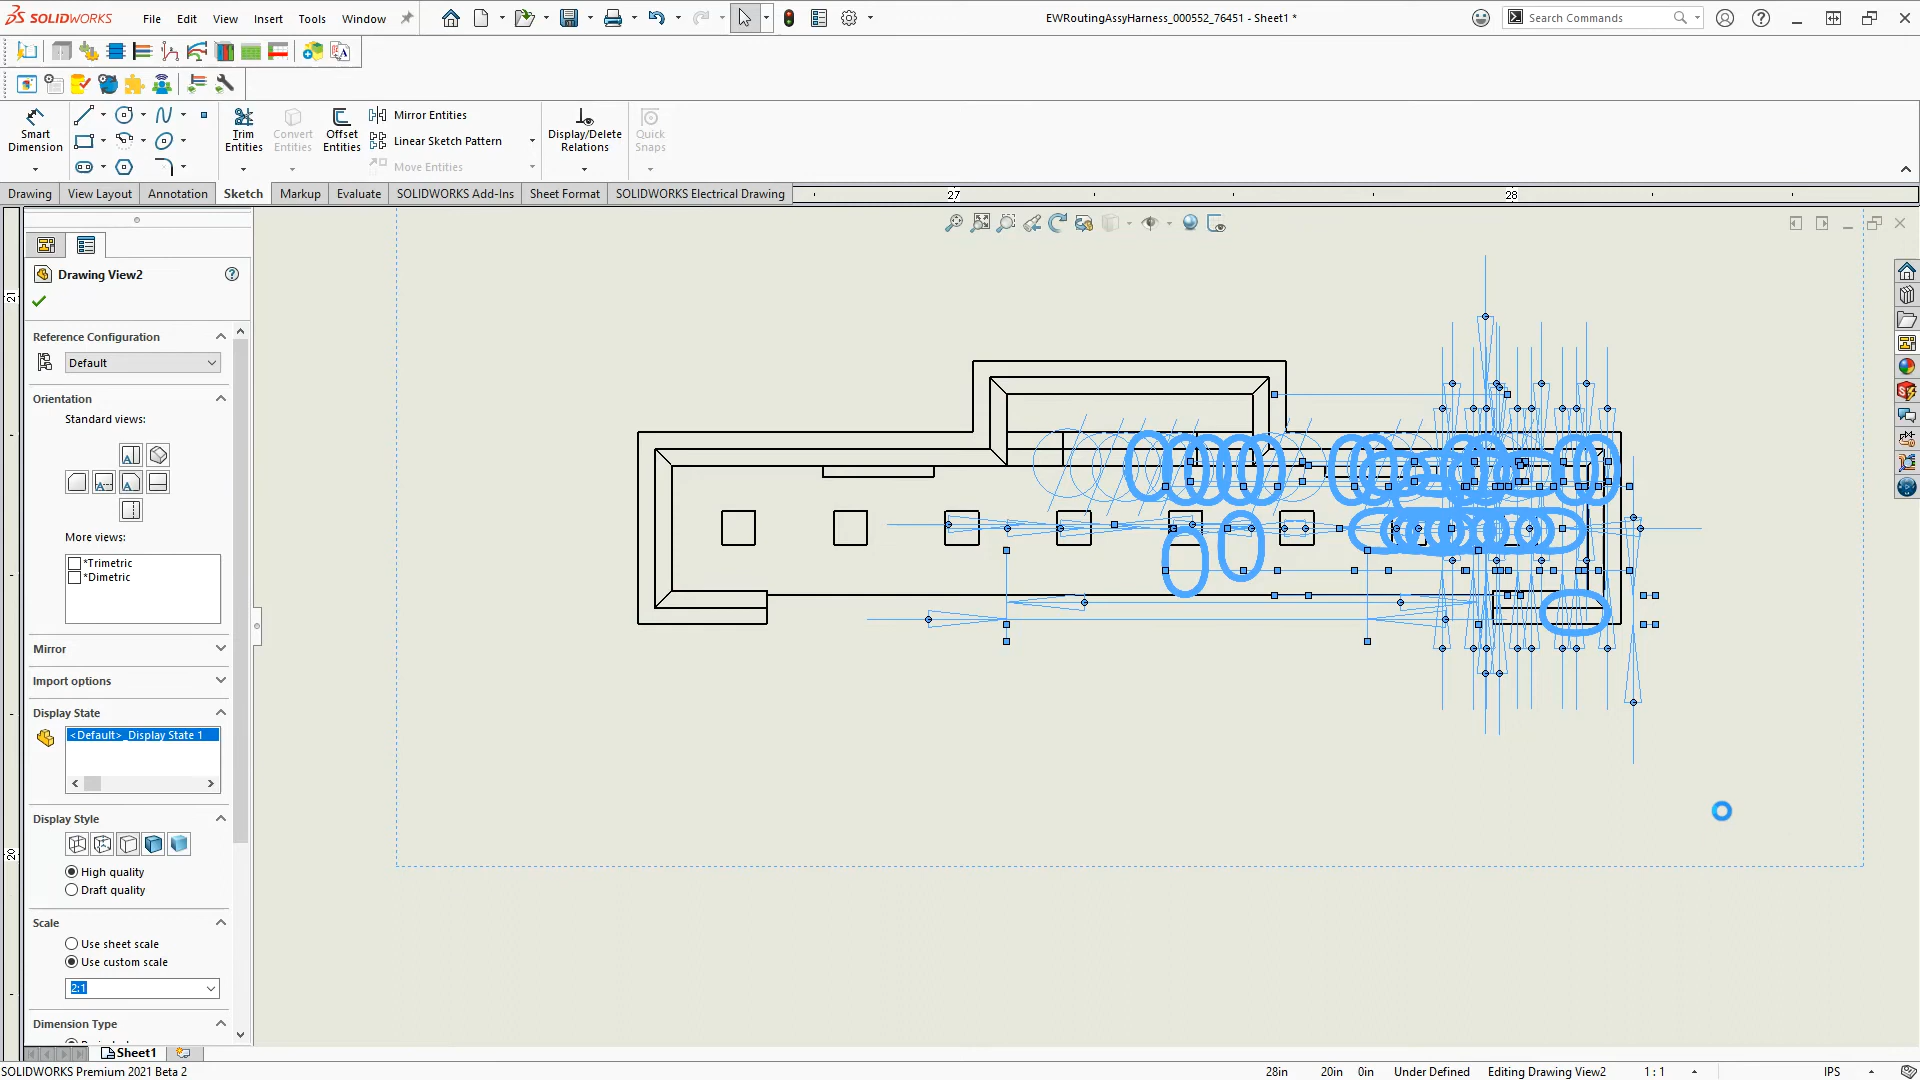 SOLIDWORKS File Edit View Insert Tools Window EWRoutingAssyHarness_000552_76451 - Sheet1 * Search Commands
Smart Dimension
Trim Entities
Convert Entities
Offset Entities
Mirror Entities
Linear Sketch Pattern
Move Entities
Display/Delete Relations
Quick Snaps
Drawing View Layout Annotation Sketch Markup Evaluate SOLIDWORKS Add-Ins Sheet Format SOLIDWORKS Electrical Drawing
27 28
21
20
Drawing View2
Reference Configuration
Default
Orientation
Standard views:
More views:
*Trimetric
*Dimetric
Mirror
Import options
Display State
<Default>_Display State 1
Display Style
High quality
Draft quality
Scale
Use sheet scale
Use custom scale
2:1
Dimension Type
Sheet1
SOLIDWORKS Premium 2021 Beta 2 28in 20in 0in Under Defined Editing Drawing View2 1 : 1 IPS